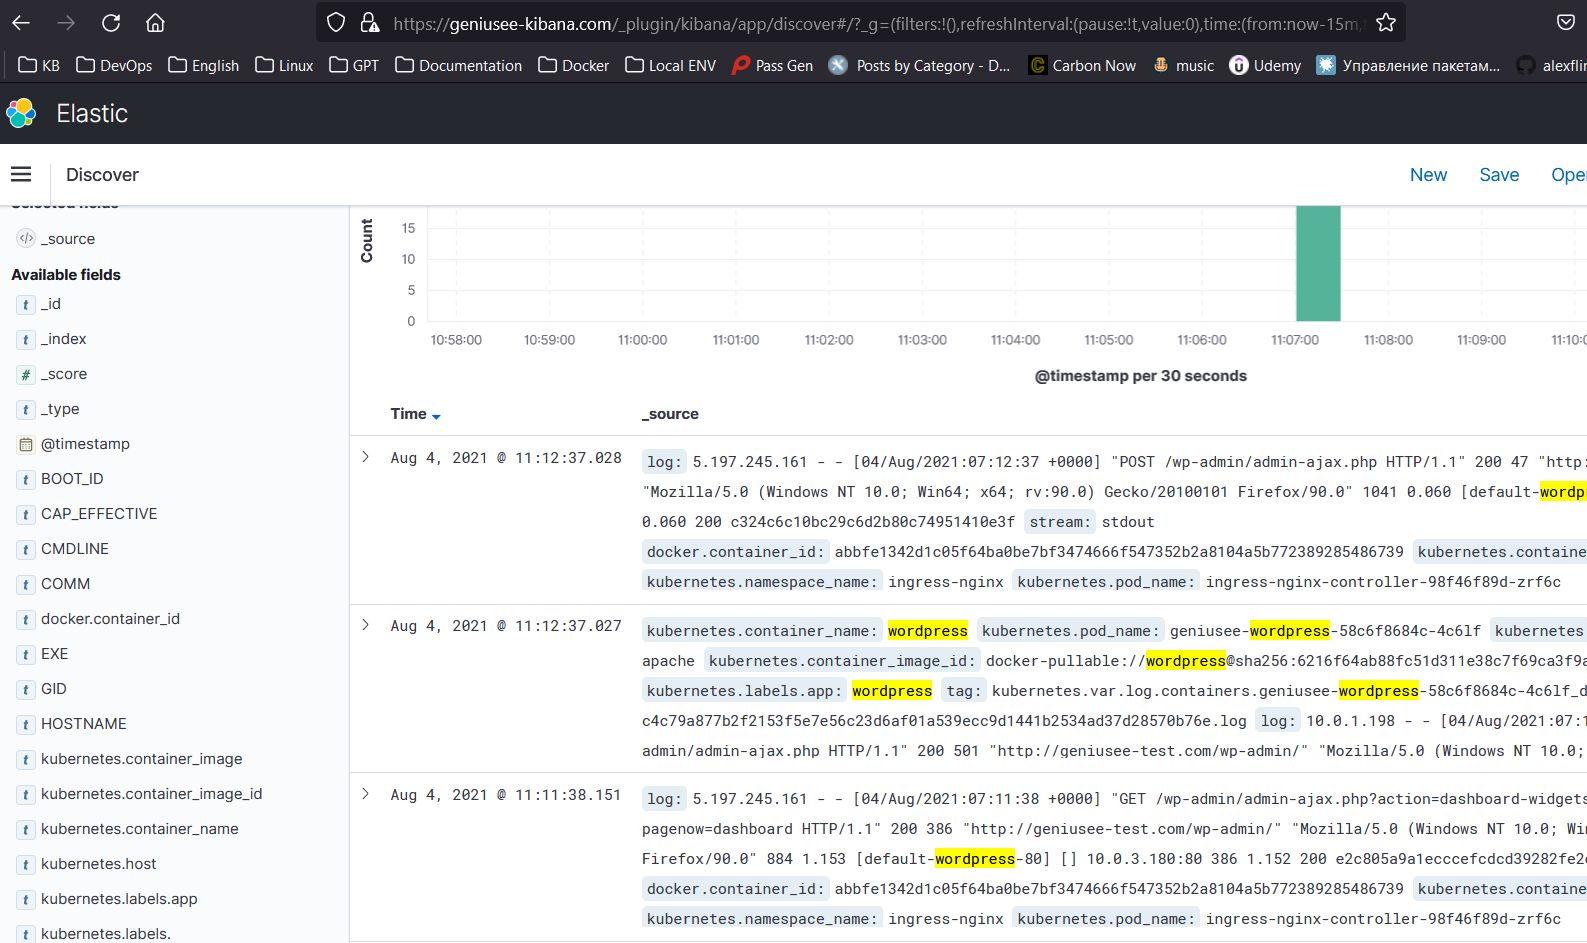 https://geniusee-kibana.com/_plugin/kibana/app/discover#/?_g=(filters:!(),refreshInterval:(pause:!t,value:0),time:(from:now-15m,
KB DevOps English Linux GPT Documentation Docker Local ENV Pass Gen Posts by Category - D... Carbon Now music Udemy Управление пакетам... alexflir
Elastic
Discover New Save Open
Selected fields
_source
Available fields
_id
_index
_score
_type
@timestamp
BOOT_ID
CAP_EFFECTIVE
CMDLINE
COMM
docker.container_id
EXE
GID
HOSTNAME
kubernetes.container_image
kubernetes.container_image_id
kubernetes.container_name
kubernetes.host
kubernetes.labels.app
kubernetes.labels.
Count
15
10
5
0
10:58:00 10:59:00 11:00:00 11:01:00 11:02:00 11:03:00 11:04:00 11:05:00 11:06:00 11:07:00 11:08:00 11:09:00 11:10:0
@timestamp per 30 seconds
Time _source
Aug 4, 2021 @ 11:12:37.028 log: 5.197.245.161 - - [04/Aug/2021:07:12:37 +0000] "POST /wp-admin/admin-ajax.php HTTP/1.1" 200 47 "http:
"Mozilla/5.0 (Windows NT 10.0; Win64; x64; rv:90.0) Gecko/20100101 Firefox/90.0" 1041 0.060 [default-wordp
0.060 200 c324c6c10bc29c6d2b80c74951410e3f stream: stdout
docker.container_id: abbfe1342d1c05f64ba0be7bf3474666f547352b2a8104a5b772389285486739 kubernetes.containe
kubernetes.namespace_name: ingress-nginx kubernetes.pod_name: ingress-nginx-controller-98f46f89d-zrf6c
Aug 4, 2021 @ 11:12:37.027 kubernetes.container_name: wordpress kubernetes.pod_name: geniusee-wordpress-58c6f8684c-4c6lf kubernetes
apache kubernetes.container_image_id: docker-pullable://wordpress@sha256:6216f64ab88fc51d311e38c7f69ca3f9a
kubernetes.labels.app: wordpress tag: kubernetes.var.log.containers.geniusee-wordpress-58c6f8684c-4c6lf_d
c4c79a877b2f2153f5e7e56c23d6af01a539ecc9d1441b2534ad37d28570b76e.log log: 10.0.1.198 - - [04/Aug/2021:07:1
admin/admin-ajax.php HTTP/1.1" 200 501 "http://geniusee-test.com/wp-admin/" "Mozilla/5.0 (Windows NT 10.0;
Aug 4, 2021 @ 11:11:38.151 log: 5.197.245.161 - - [04/Aug/2021:07:11:38 +0000] "GET /wp-admin/admin-ajax.php?action=dashboard-widgets
pagenow=dashboard HTTP/1.1" 200 386 "http://geniusee-test.com/wp-admin/" "Mozilla/5.0 (Windows NT 10.0; Wi
Firefox/90.0" 884 1.153 [default-wordpress-80] [] 10.0.3.180:80 386 1.152 200 e2c805a9a1ecccefcdcd39282fe2
docker.container_id: abbfe1342d1c05f64ba0be7bf3474666f547352b2a8104a5b772389285486739 kubernetes.containe
kubernetes.namespace_name: ingress-nginx kubernetes.pod_name: ingress-nginx-controller-98f46f89d-zrf6c